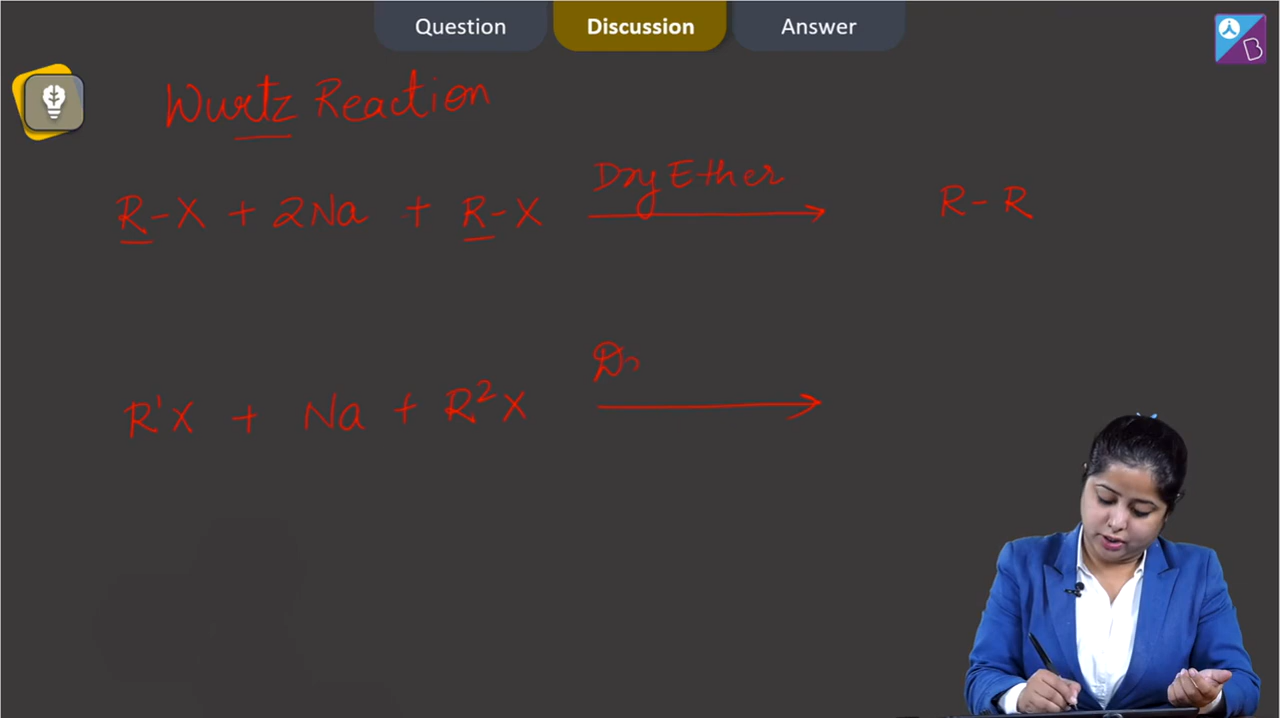 Question Discussion Answer
B
Wurtz Reaction
R-X + 2Na + R-X Dry Ether → R-R
R¹X + Na + R²X →